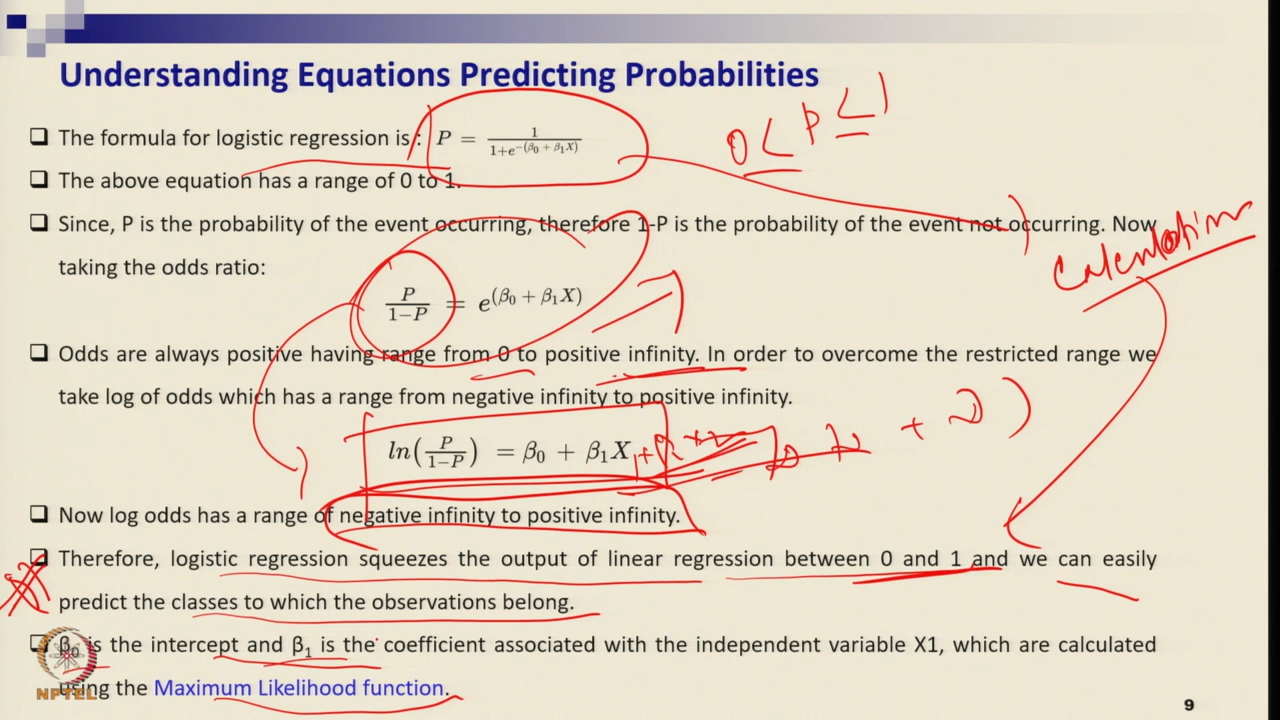 Understanding Equations Predicting Probabilities
❑ The formula for logistic regression is : P = 1/(1+e^−(β₀ + β₁X))
0 ≤ P ≤ 1
❑ The above equation has a range of 0 to 1.
❑ Since, P is the probability of the event occurring, therefore 1-P is the probability of the event not occurring. Now
taking the odds ratio:
Calculations
P/(1−P) = e^(β₀ + β₁X)
❑ Odds are always positive having range from 0 to positive infinity. In order to overcome the restricted range we
take log of odds which has a range from negative infinity to positive infinity.
ln(P/(1−P)) = β₀ + β₁X
❑ Now log odds has a range of negative infinity to positive infinity.
❑ Therefore, logistic regression squeezes the output of linear regression between 0 and 1 and we can easily
predict the classes to which the observations belong.
❑ β₀ is the intercept and β₁ is the coefficient associated with the independent variable X1, which are calculated
using the Maximum Likelihood function.
NPTEL
9